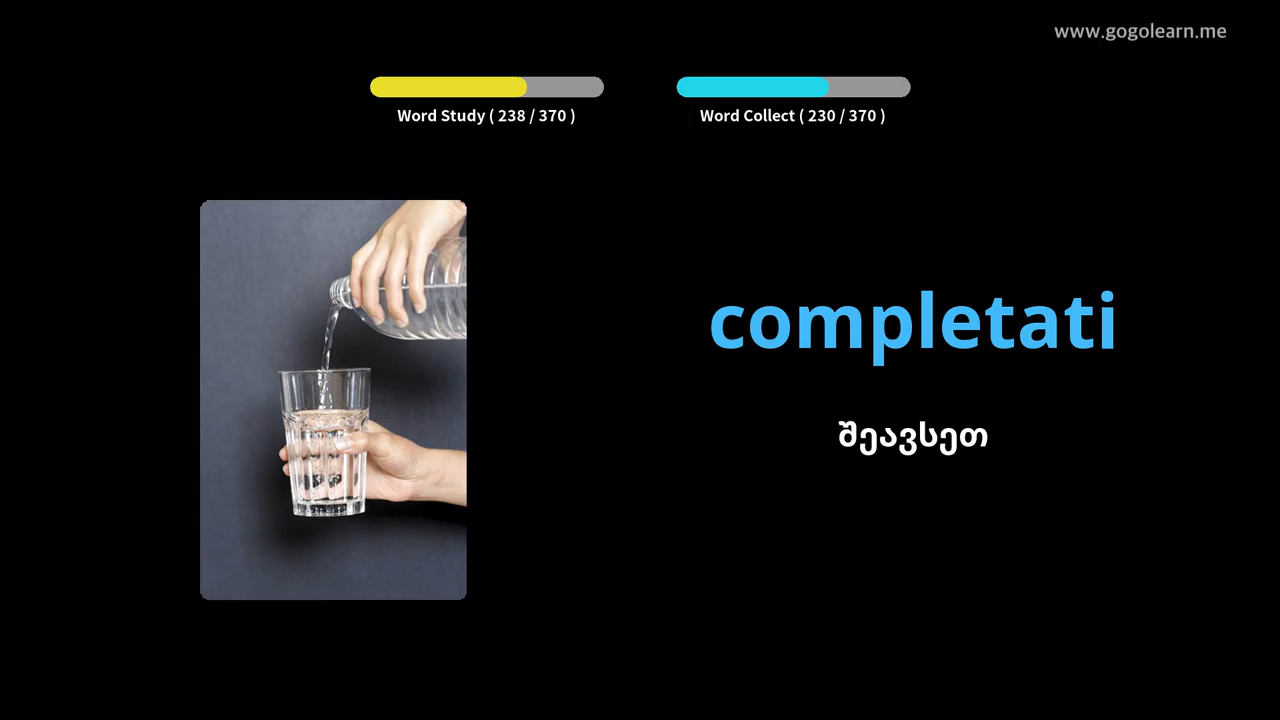 www.gogolearn.me
Word Study ( 238 / 370 )
Word Collect ( 230 / 370 )
completati
შეავსეთ